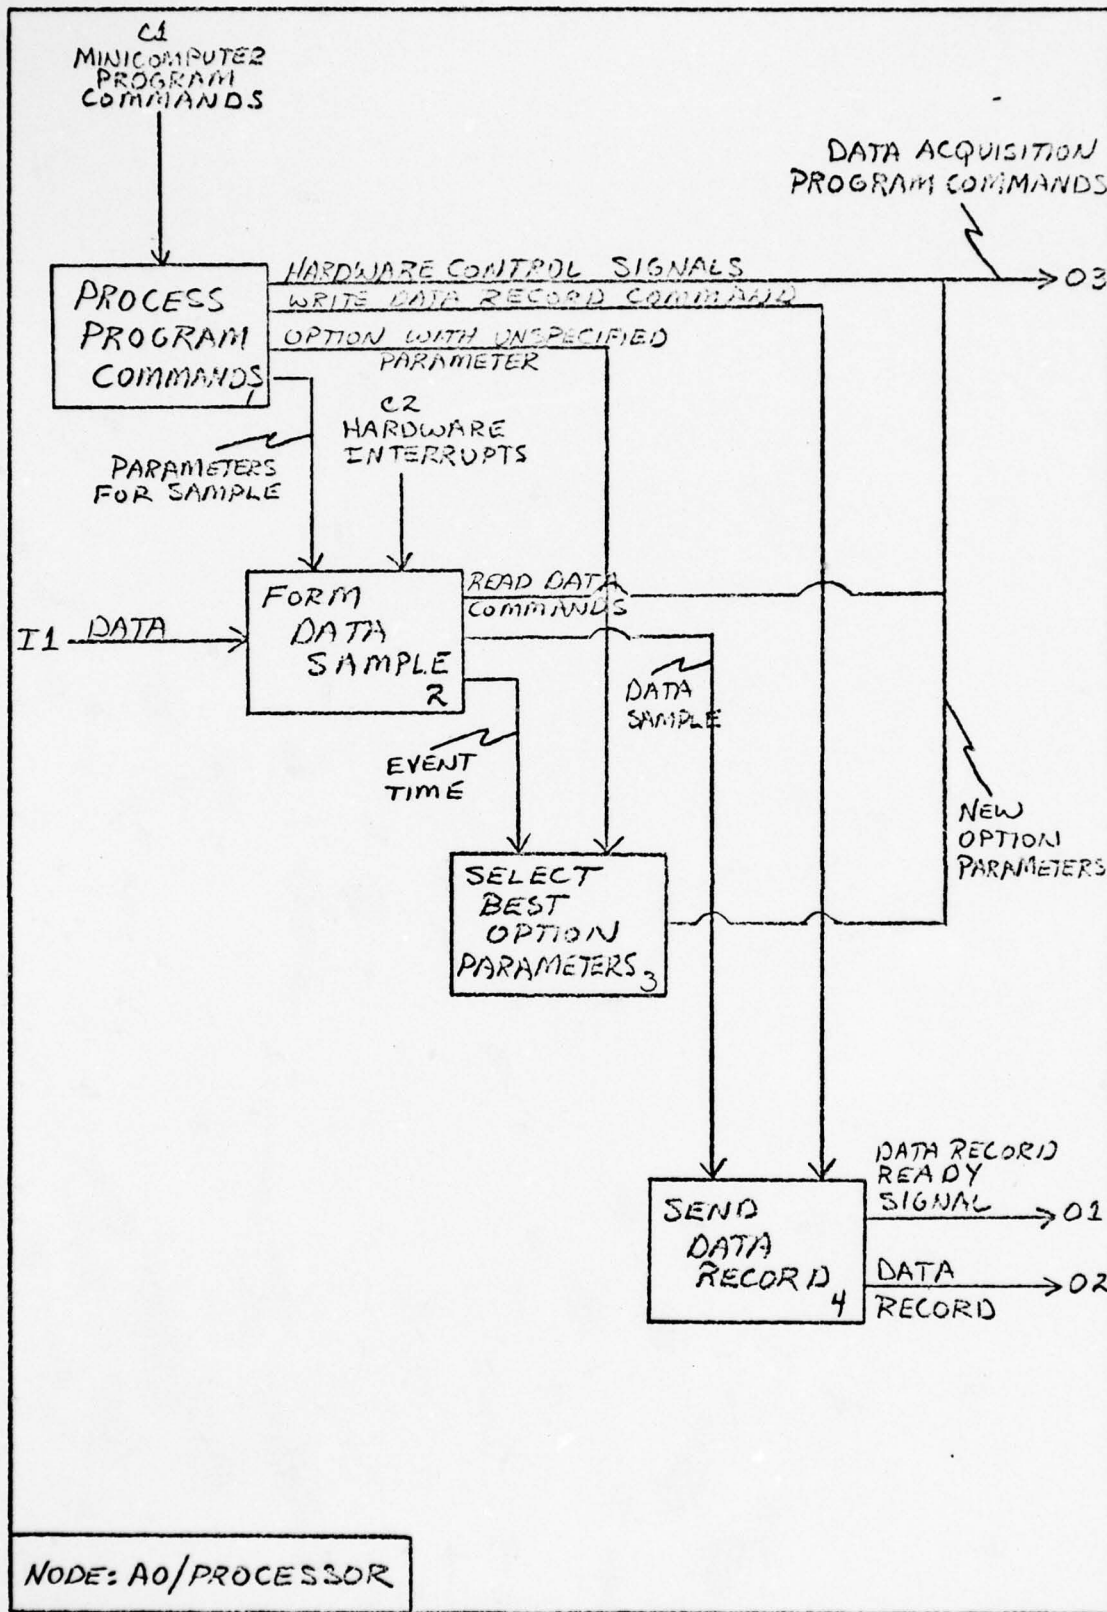 C1
MINICOMPUTER
PROGRAM
COMMANDS
DATA ACQUISITION
PROGRAM COMMANDS
HARDWARE CONTROL SIGNALS
O3
WRITE DATA RECORD COMMAND
PROCESS
PROGRAM
COMMANDS
1
OPTION WITH UNSPECIFIED
PARAMETER
C2
HARDWARE
INTERRUPTS
PARAMETERS
FOR SAMPLE
I1 DATA
FORM
DATA
SAMPLE
2
READ DATA
COMMANDS
DATA
SAMPLE
EVENT
TIME
NEW
OPTION
PARAMETERS
SELECT
BEST
OPTION
PARAMETERS 3
DATA RECORD
READY
SIGNAL
O1
SEND
DATA
RECORD
4
DATA
RECORD
O2
NODE: A0/PROCESSOR